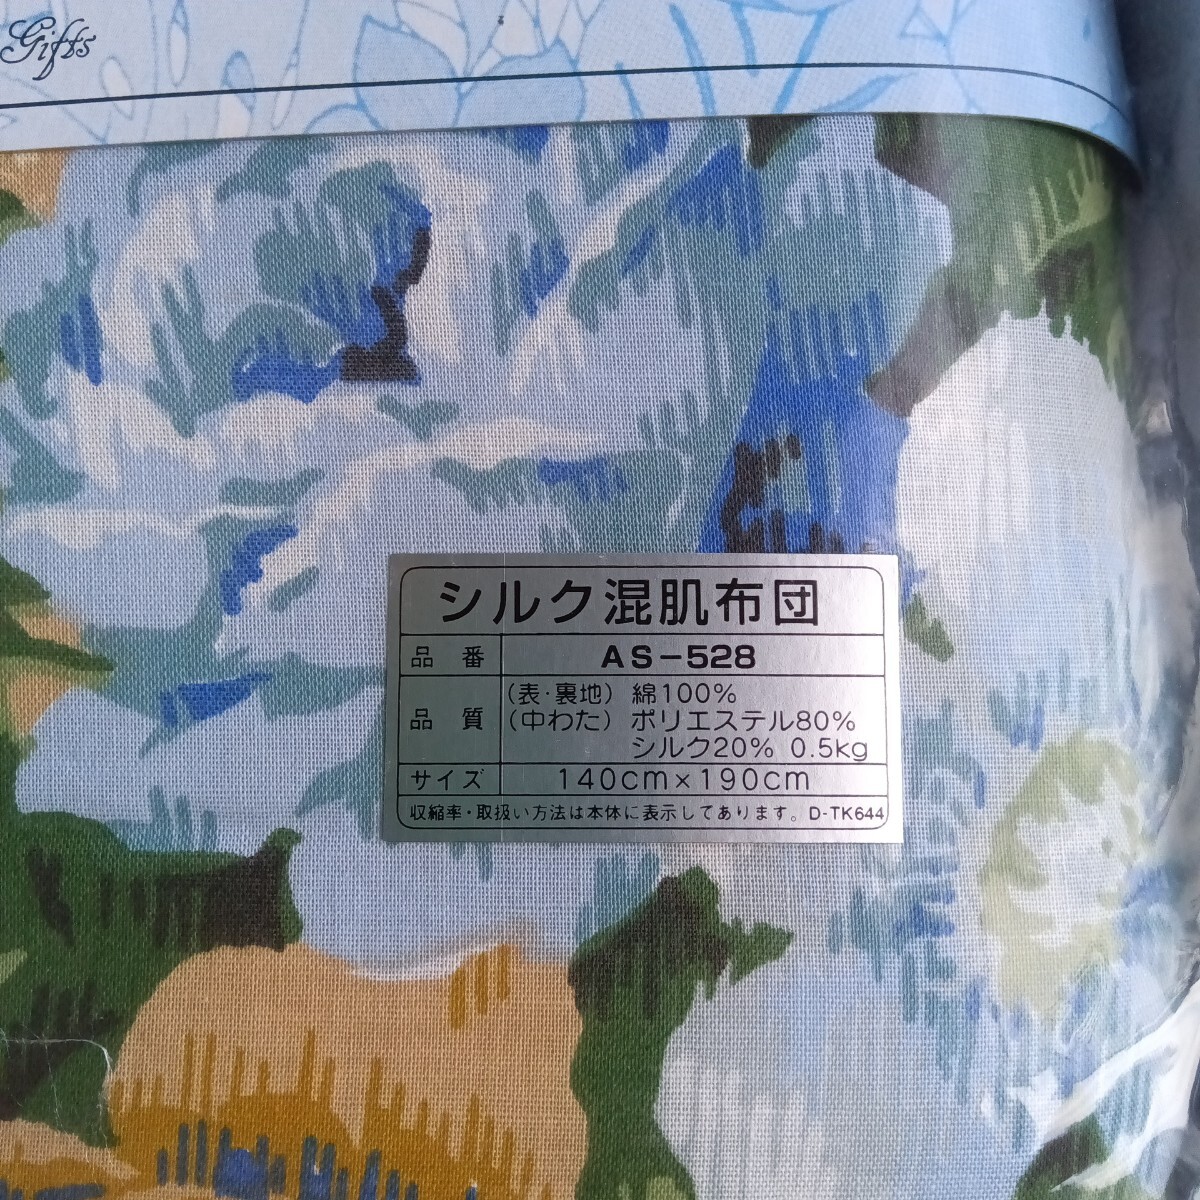 Gifts
シルク混肌布団
品番 AS-528
品質 (表・裏地) 綿100%
(中わた) ポリエステル80%
シルク20% 0.5kg
サイズ 140cm×190cm
収縮率・取扱い方法は本体に表示してあります。D-TK644